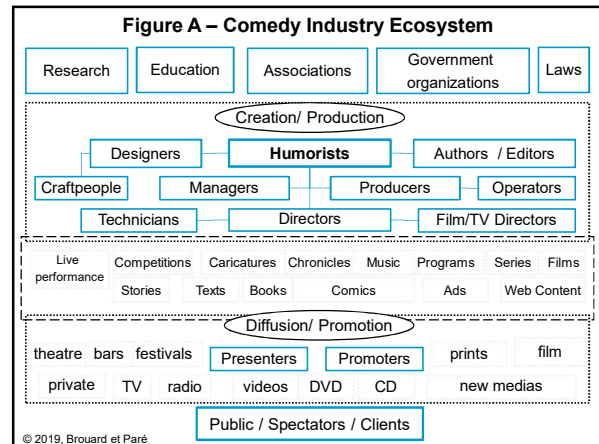 Figure A – Comedy Industry Ecosystem
Research
Education
Associations
Government
organizations
Laws
Creation/ Production
Designers
Humorists
Authors / Editors
Craftpeople
Managers
Producers
Operators
Technicians
Directors
Film/TV Directors
Live
performance
Competitions
Caricatures
Chronicles
Music
Programs
Series
Films
Stories
Texts
Books
Comics
Ads
Web Content
Diffusion/ Promotion
theatre
bars
festivals
Presenters
Promoters
prints
film
private
TV
radio
videos
DVD
CD
new medias
Public / Spectators / Clients
© 2019, Brouard et Paré